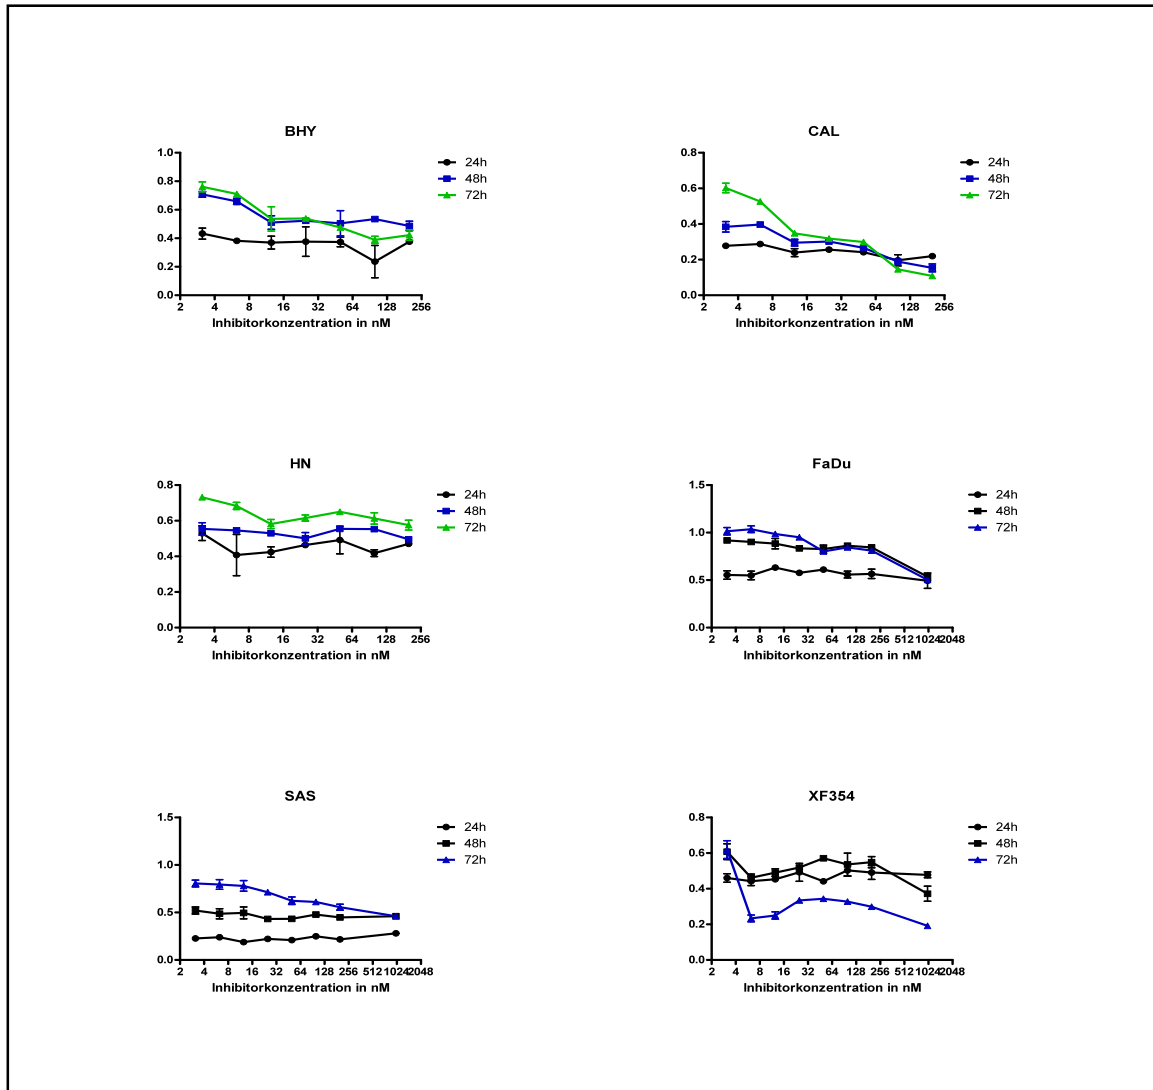 BHY
1.0
0.8
0.6
0.4
0.2
0.0
2 4 8 16 32 64 128 256
Inhibitorkonzentration in nM
24h
48h
72h
CAL
0.8
0.6
0.4
0.2
0.0
2 4 8 16 32 64 128 256
Inhibitorkonzentration in nM
24h
48h
72h
HN
0.8
0.6
0.4
0.2
0.0
2 4 8 16 32 64 128 256
Inhibitorkonzentration in nM
24h
48h
72h
FaDu
1.5
1.0
0.5
0.0
2 4 8 16 32 64 128 256 512 1024 2048
Inhibitorkonzentration in nM
24h
48h
72h
SAS
1.5
1.0
0.5
0.0
2 4 8 16 32 64 128 256 512 1024 2048
Inhibitorkonzentration in nM
24h
48h
72h
XF354
0.8
0.6
0.4
0.2
0.0
2 4 8 16 32 64 128 256 512 1024 2048
Inhibitorkonzentration in nM
24h
48h
72h